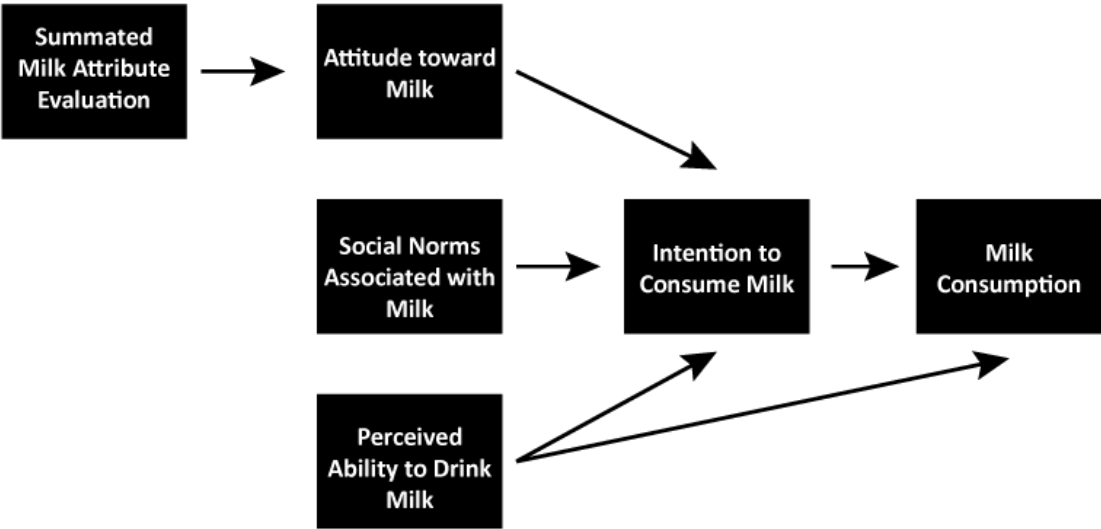 Summated
Milk Attribute
Evaluation
Attitude toward
Milk
Social Norms
Associated with
Milk
Intention to
Consume Milk
Milk
Consumption
Perceived
Ability to Drink
Milk